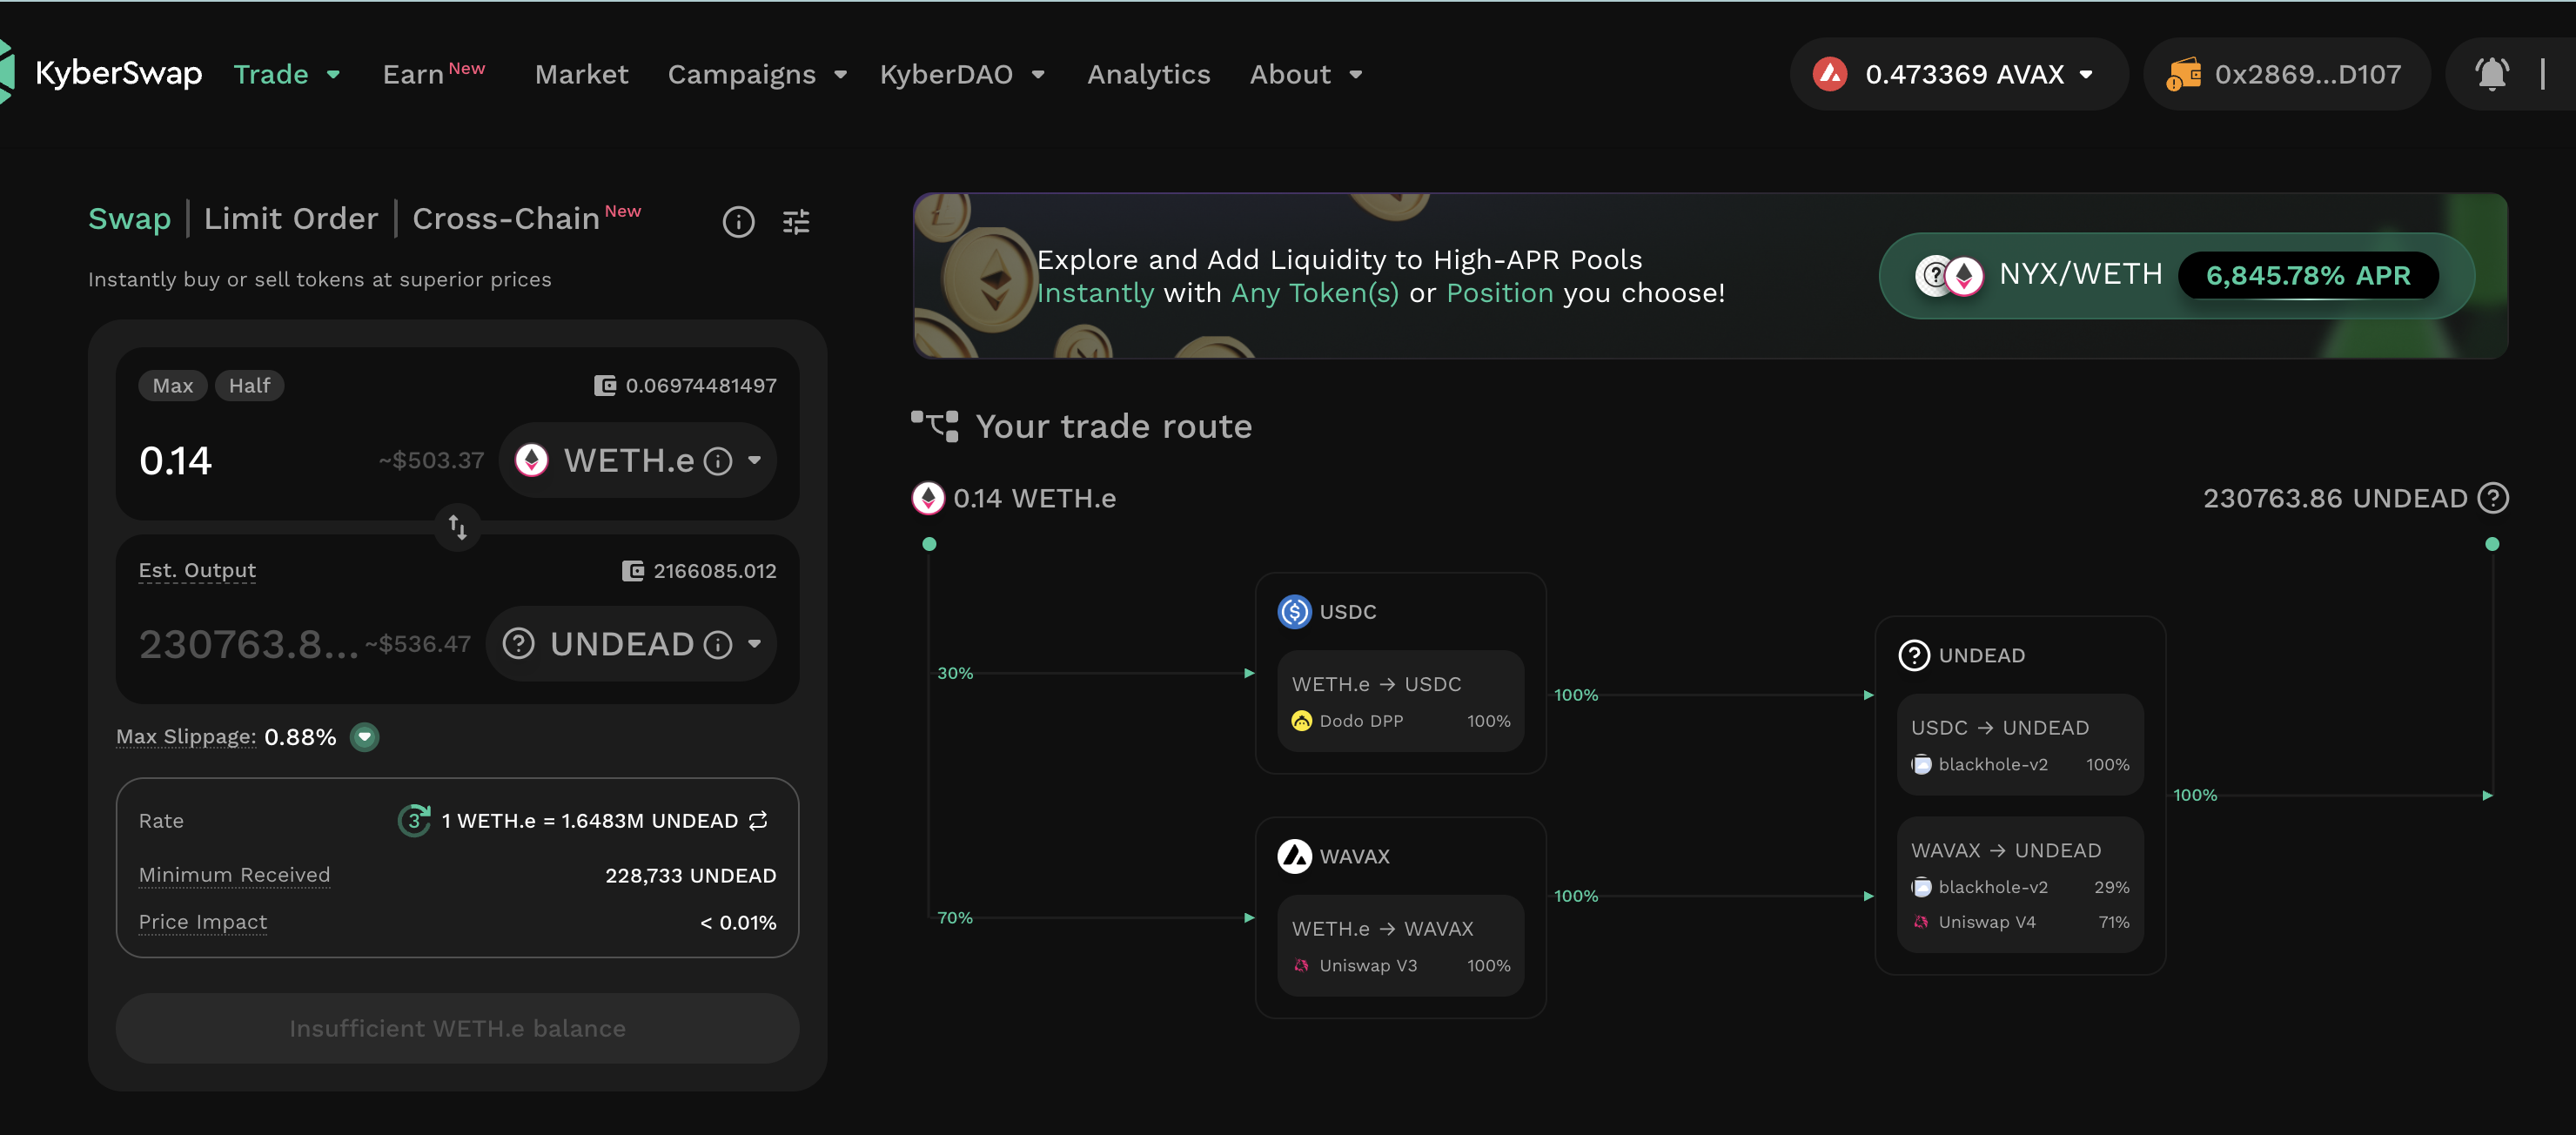 KyberSwap Trade Earn New Market Campaigns KyberDAO Analytics About 0.473369 AVAX 0x2869...D107
Swap | Limit Order | Cross-Chain New
Instantly buy or sell tokens at superior prices
Max Half 0.06974481497
0.14 ~$503.37 WETH.e
Est. Output 2166085.012
230763.8... ~$536.47 UNDEAD
Max Slippage: 0.88%
Rate 3 1 WETH.e = 1.6483M UNDEAD
Minimum Received 228,733 UNDEAD
Price Impact < 0.01%
Insufficient WETH.e balance
Explore and Add Liquidity to High-APR Pools
Instantly with Any Token(s) or Position you choose!
NYX/WETH 6,845.78% APR
Your trade route
0.14 WETH.e 230763.86 UNDEAD
30%
USDC
WETH.e → USDC
Dodo DPP 100%
100%
70%
WAVAX
WETH.e → WAVAX
Uniswap V3 100%
100%
UNDEAD
USDC → UNDEAD
blackhole-v2 100%
WAVAX → UNDEAD
blackhole-v2 29%
Uniswap V4 71%
100%